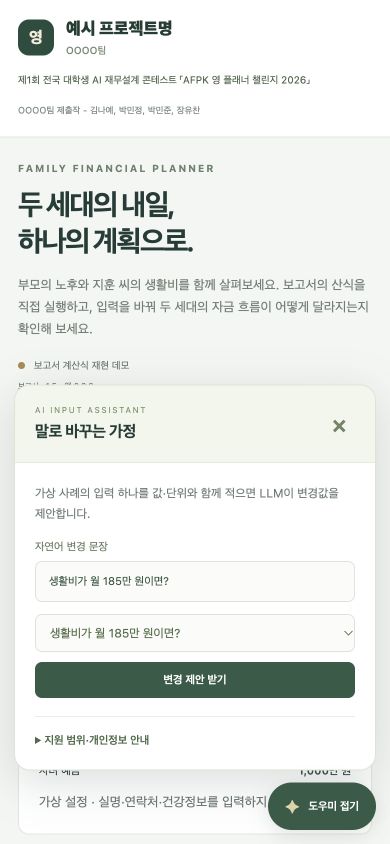 영
예시 프로젝트명
OOOO팀
제1회 전국 대학생 AI 재무설계 콘테스트 「AFPK 영 플래너 챌린지 2026」
OOOO팀 제출작 - 김나예, 박민정, 박민준, 장유찬
FAMILY FINANCIAL PLANNER
두 세대의 내일,
하나의 계획으로.
부모의 노후와 지훈 씨의 생활비를 함께 살펴보세요. 보고서의 산식을
직접 실행하고, 입력을 바꿔 두 세대의 자금 흐름이 어떻게 달라지는지
확인해 보세요.
보고서 계산식 재현 데모
AI INPUT ASSISTANT
말로 바꾸는 가정
×
가상 사례의 입력 하나를 값·단위와 함께 적으면 LLM이 변경값을
제안합니다.
자연어 변경 문장
생활비가 월 185만 원이면?
생활비가 월 185만 원이면?
변경 제안 받기
▸ 지원 범위·개인정보 안내
1,000만 원
가상 설정 · 실명·연락처·건강정보를 입력하지
도우미 접기